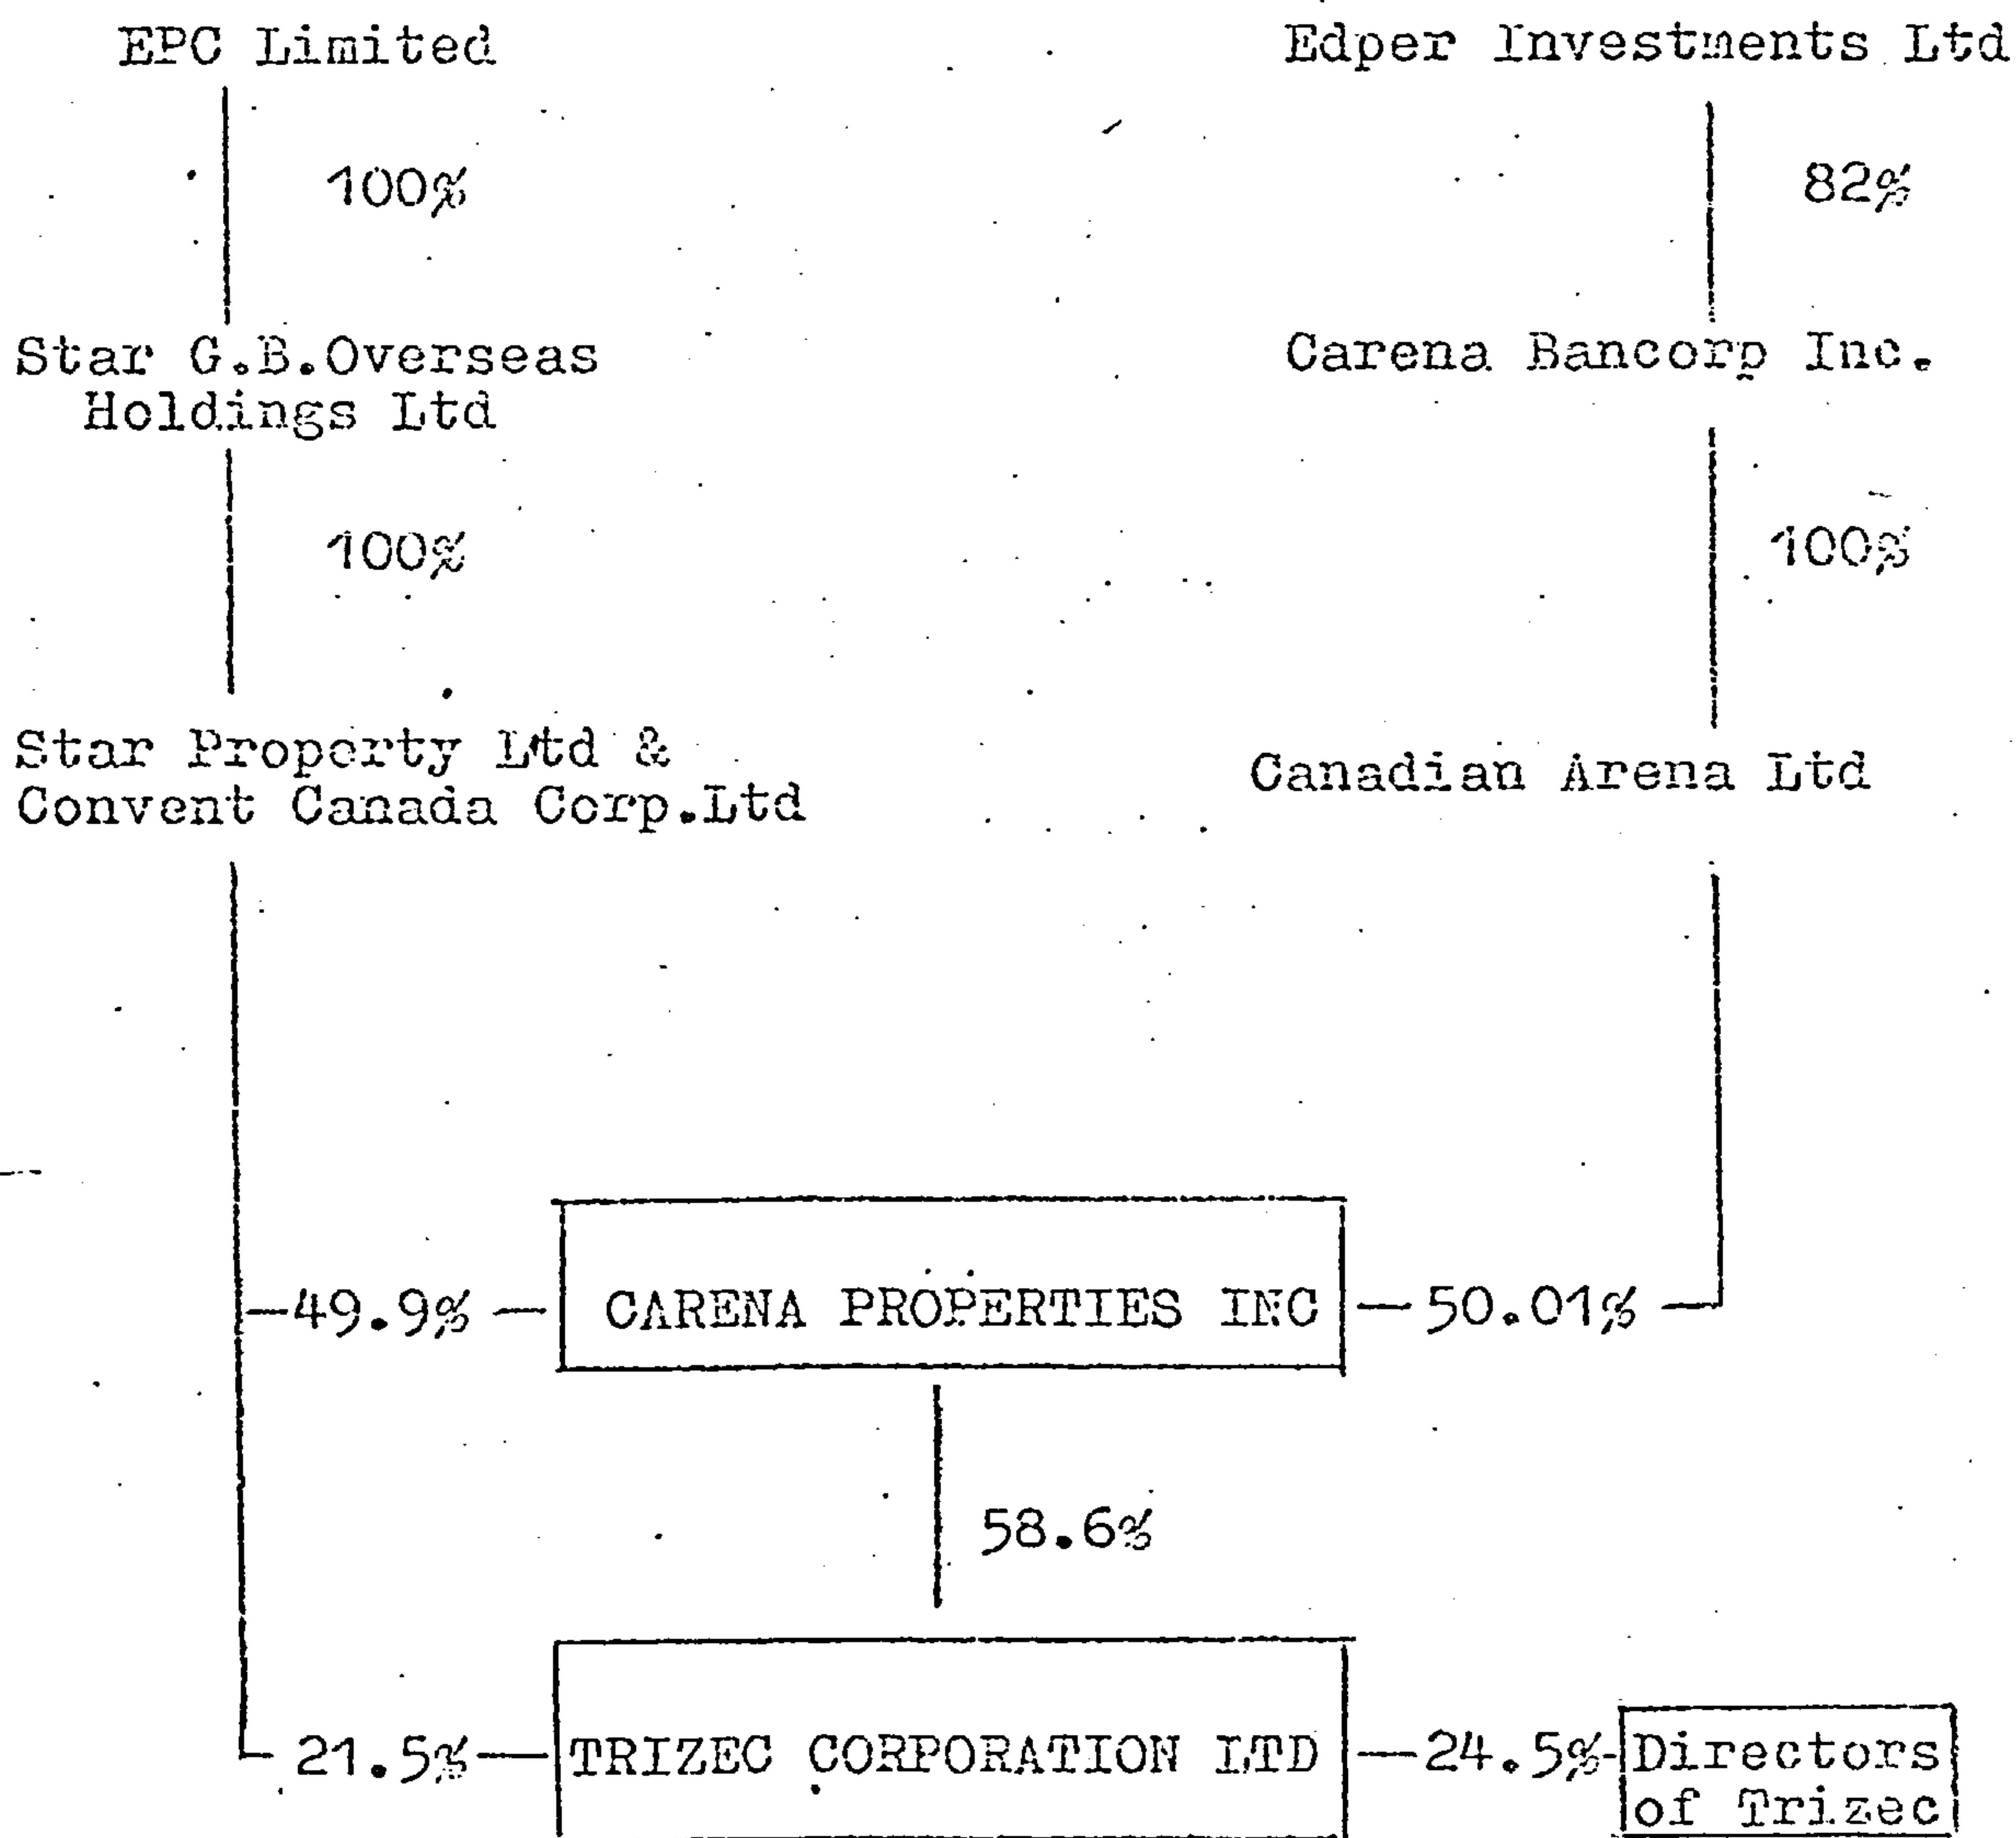 EPC Limited
Edper Investments Ltd
100%
82%
Star G.B.Overseas
Holdings Ltd
Carena Bancorp Inc.
100%
100%
Star Property Ltd &
Convent Canada Corp.Ltd
Canadian Arena Ltd
49.9%
CARENA PROPERTIES INC
50.01%
58.6%
21.5%
TRIZEC CORPORATION LTD
24.5%
Directors
of Trizec